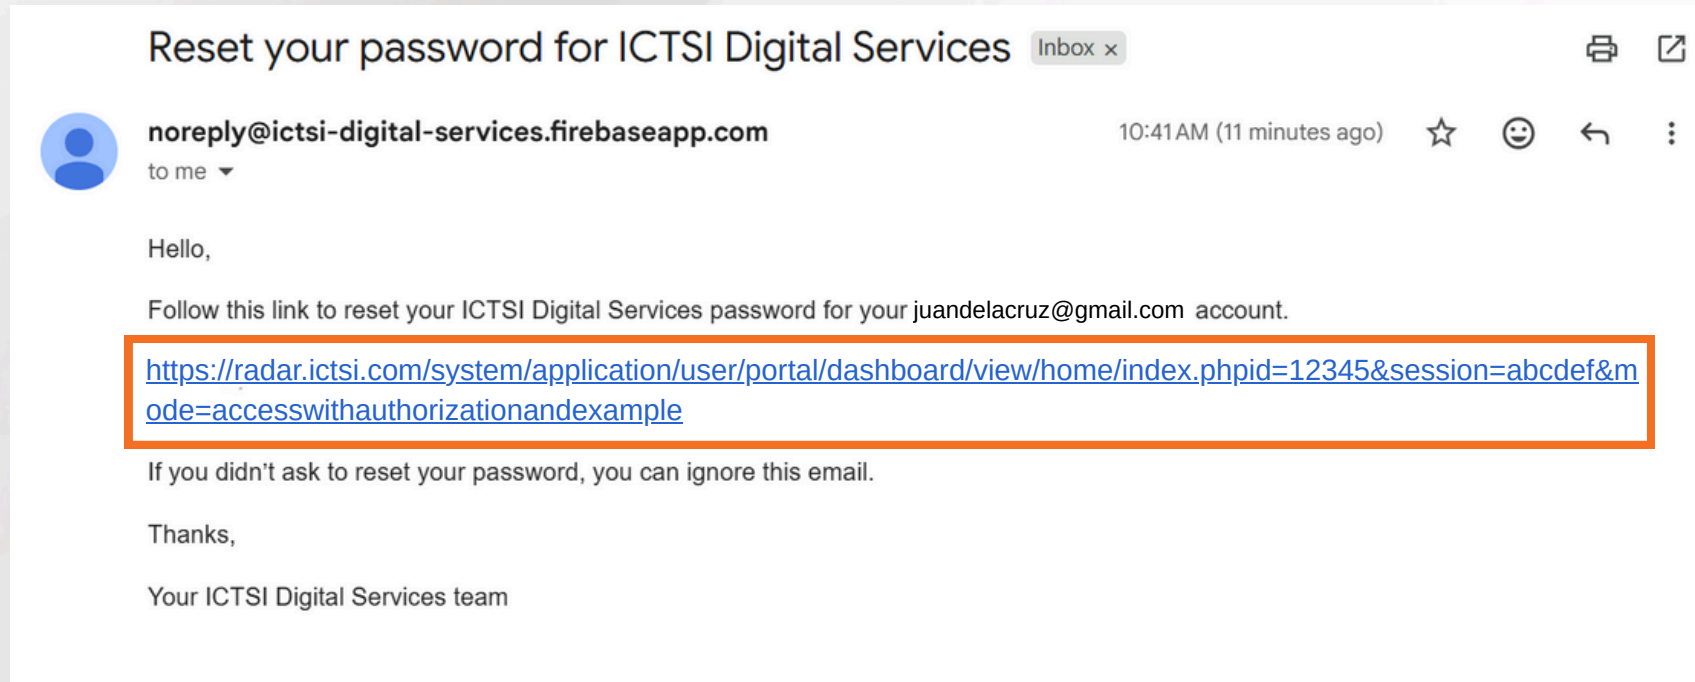 Reset your password for ICTSI Digital Services Inbox ×
noreply@ictsi-digital-services.firebaseapp.com 10:41 AM (11 minutes ago)
to me
Hello,
Follow this link to reset your ICTSI Digital Services password for your juandelacruz@gmail.com account.
https://radar.ictsi.com/system/application/user/portal/dashboard/view/home/index.phpid=12345&session=abcdef&m
ode=accesswithauthorizationandexample
If you didn’t ask to reset your password, you can ignore this email.
Thanks,
Your ICTSI Digital Services team